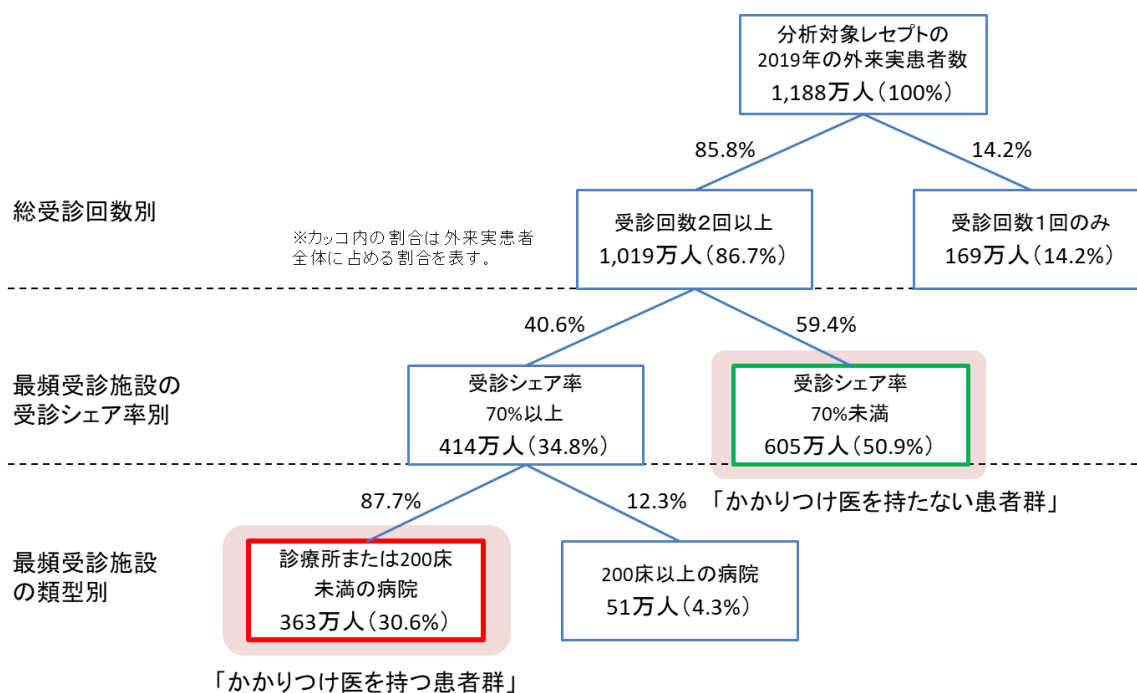 分析対象レセプトの
2019年の外来実患者数
1,188万人(100%)
85.8%
14.2%
総受診回数別
※カッコ内の割合は外来実患者
全体に占める割合を表す。
受診回数2回以上
1,019万人(86.7%)
受診回数1回のみ
169万人(14.2%)
40.6%
59.4%
最頻受診施設の
受診シェア率別
受診シェア率
70%以上
414万人(34.8%)
受診シェア率
70%未満
605万人(50.9%)
87.7%
12.3%
「かかりつけ医を持たない患者群」
最頻受診施設
の類型別
診療所または200床
未満の病院
363万人(30.6%)
200床以上の病院
51万人(4.3%)
「かかりつけ医を持つ患者群」